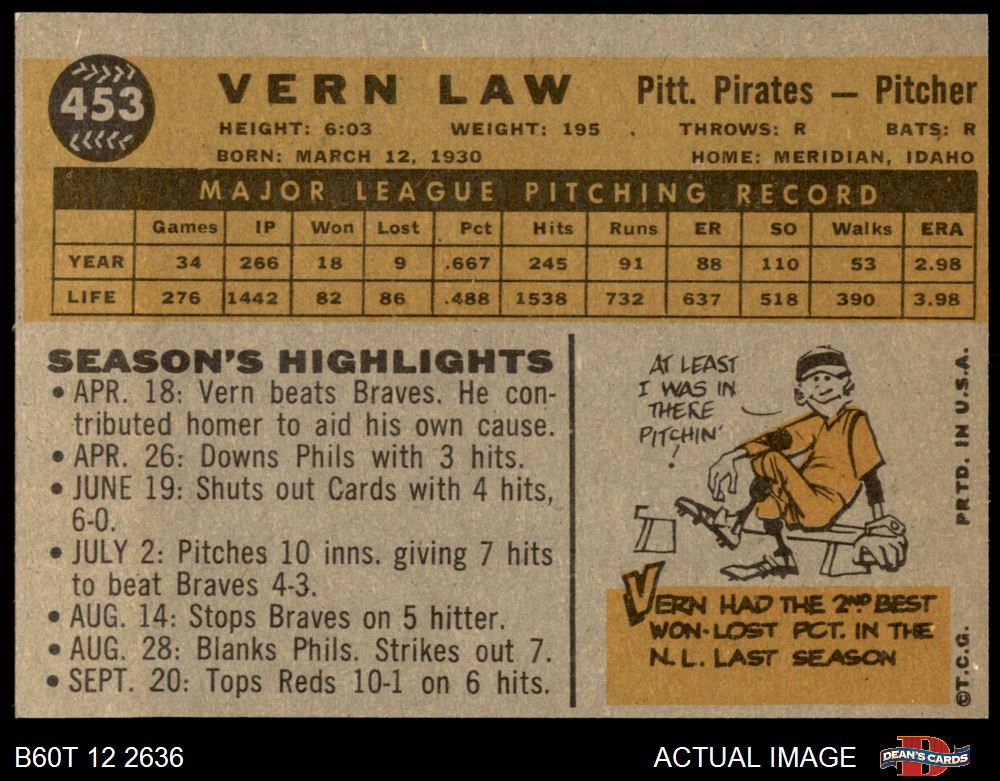 453
VERN LAW
Pitt. Pirates — Pitcher
HEIGHT: 6:03 WEIGHT: 195 THROWS: R BATS: R
BORN: MARCH 12, 1930 HOME: MERIDIAN, IDAHO
MAJOR LEAGUE PITCHING RECORD
Games IP Won Lost Pct Hits Runs ER SO Walks ERA
YEAR 34 266 18 9 .667 245 91 88 110 53 2.98
LIFE 276 1442 82 86 .488 1538 732 637 518 390 3.98
SEASON'S HIGHLIGHTS
• APR. 18: Vern beats Braves. He con-
tributed homer to aid his own cause.
• APR. 26: Downs Phils with 3 hits.
• JUNE 19: Shuts out Cards with 4 hits,
6-0.
• JULY 2: Pitches 10 inns. giving 7 hits
to beat Braves 4-3.
• AUG. 14: Stops Braves on 5 hitter.
• AUG. 28: Blanks Phils. Strikes out 7.
• SEPT. 20: Tops Reds 10-1 on 6 hits.
AT LEAST
I WAS IN
THERE
PITCHIN'
!
VERN HAD THE 2ND BEST
WON-LOST PCT. IN THE
N.L. LAST SEASON
PRTD. IN U.S.A.
©T.C.G.
B60T 12 2636
ACTUAL IMAGE
D
DEAN'S CARDS